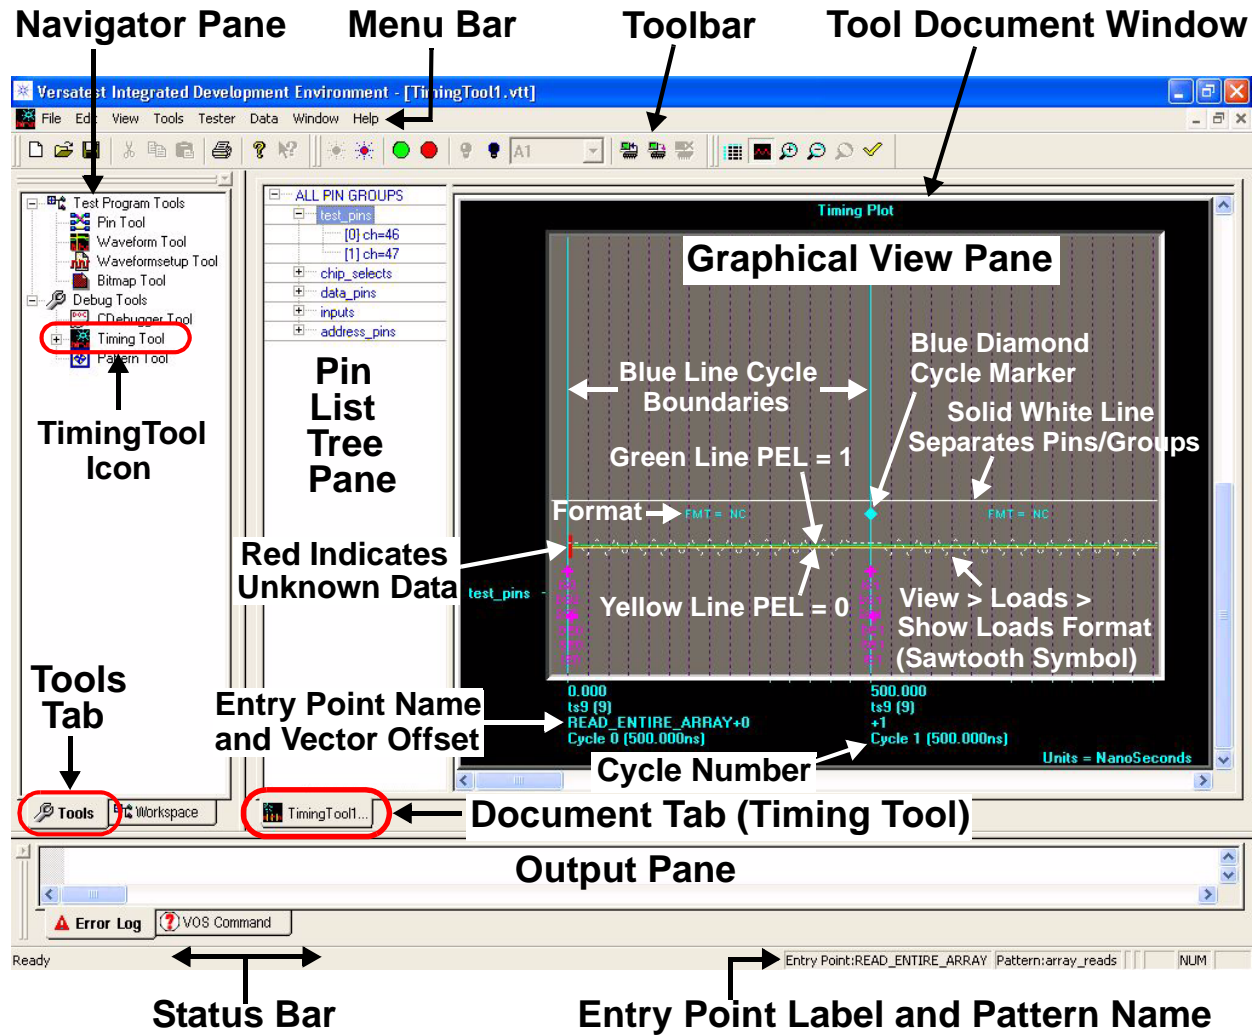 Navigator Pane
Menu Bar
Toolbar
Tool Document Window
Versatest Integrated Development Environment - [TimingTool1.vtt]
File Edit View Tools Tester Data Window Help
A1
Test Program Tools
Pin Tool
Waveform Tool
Waveformsetup Tool
Bitmap Tool
Debug Tools
CDebugger Tool
Timing Tool
Pattern Tool
TimingTool
Icon
Tools
Tab
Tools
Workspace
ALL PIN GROUPS
test_pins
[0] ch=46
[1] ch=47
chip_selects
data_pins
inputs
address_pins
Pin
List
Tree
Pane
Timing Plot
Graphical View Pane
Blue Line Cycle
Boundaries
Blue Diamond
Cycle Marker
Solid White Line
Separates Pins/Groups
Green Line PEL = 1
Format
FMT = NC
FMT = NC
Red Indicates
Unknown Data
test_pins
Yellow Line PEL = 0
View > Loads >
Show Loads Format
(Sawtooth Symbol)
Entry Point Name
and Vector Offset
0.000
ts9 (9)
READ_ENTIRE_ARRAY+0
Cycle 0 (500.000ns)
500.000
ts9 (9)
+1
Cycle 1 (500.000ns)
Units = NanoSeconds
Cycle Number
TimingTool1...
Document Tab (Timing Tool)
Output Pane
Error Log
VOS Command
Ready
Entry Point:READ_ENTIRE_ARRAY
Pattern:array_reads
NUM
Status Bar
Entry Point Label and Pattern Name